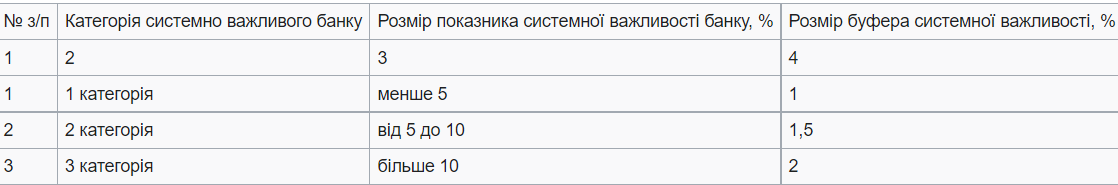 № з/п Категорія системно важливого банку Розмір показника системної важливості банку, % Розмір буфера системної важливості, %
1 2 3 4
1 1 категорія менше 5 1
2 2 категорія від 5 до 10 1,5
3 3 категорія більше 10 2